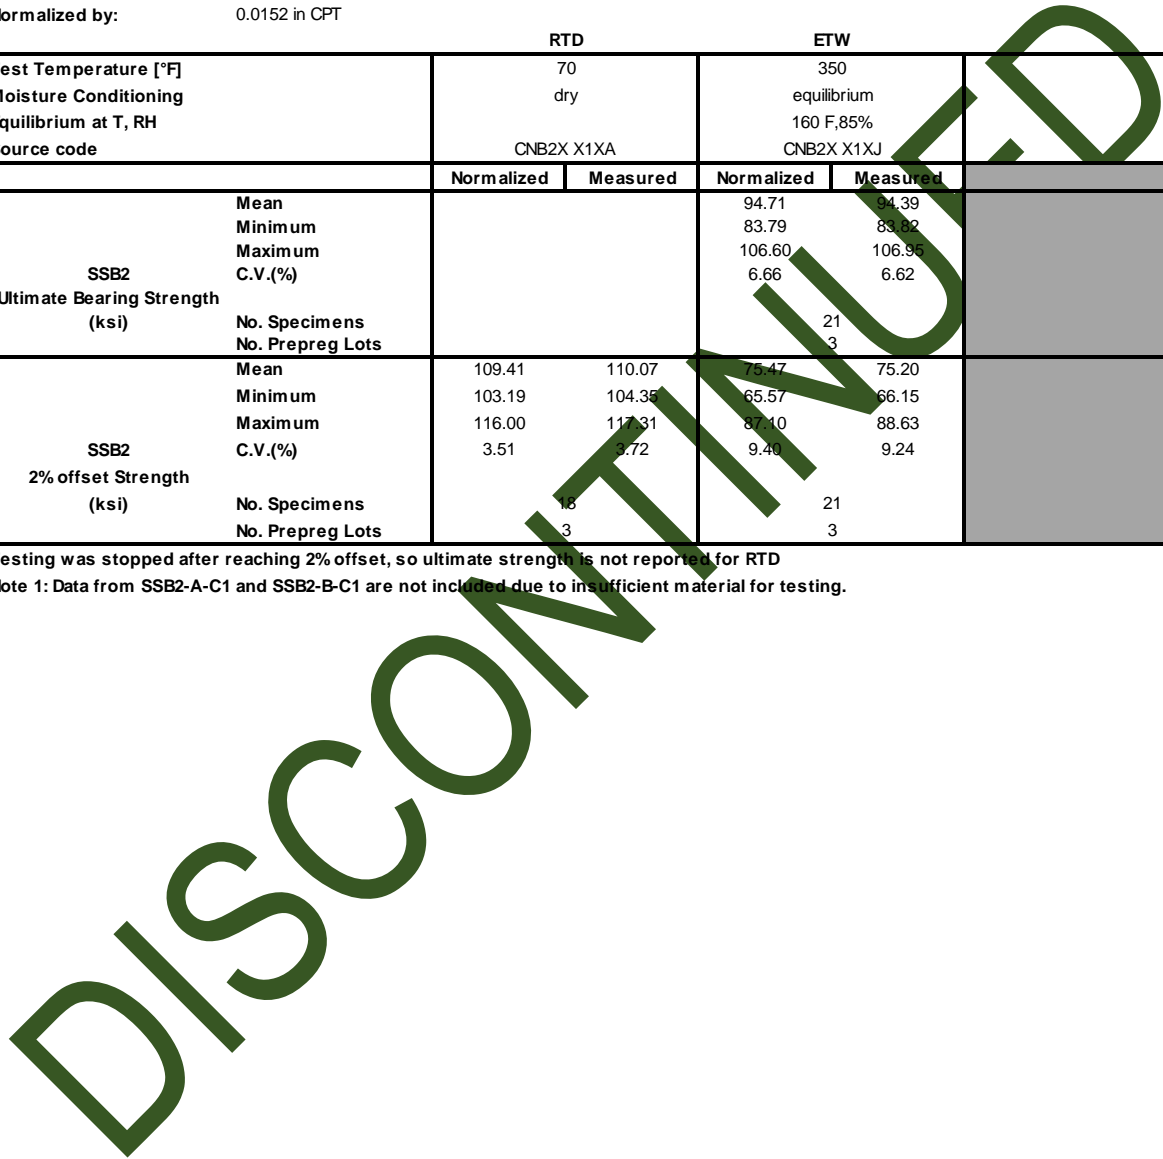 ormalized by: 0.0152 in CPT
RTD ETW
est Temperature [°F] 70 350
oisture Conditioning dry equilibrium
quilibrium at T, RH 160 F,85%
ource code CNB2X X1XA CNB2X X1XJ
Normalized Measured Normalized Measured
Mean 94.71 94.39
Minimum 83.79 83.82
Maximum 106.60 106.95
SSB2 C.V.(%) 6.66 6.62
Ultimate Bearing Strength
(ksi) No. Specimens 21
No. Prepreg Lots 3
Mean 109.41 110.07 75.47 75.20
Minimum 103.19 104.35 65.57 66.15
Maximum 116.00 117.31 87.10 88.63
SSB2 C.V.(%) 3.51 3.72 9.40 9.24
2% offset Strength
(ksi) No. Specimens 18 21
No. Prepreg Lots 3 3
esting was stopped after reaching 2% offset, so ultimate strength is not reported for RTD
ote 1: Data from SSB2-A-C1 and SSB2-B-C1 are not included due to insufficient material for testing.
DISCONTINUED